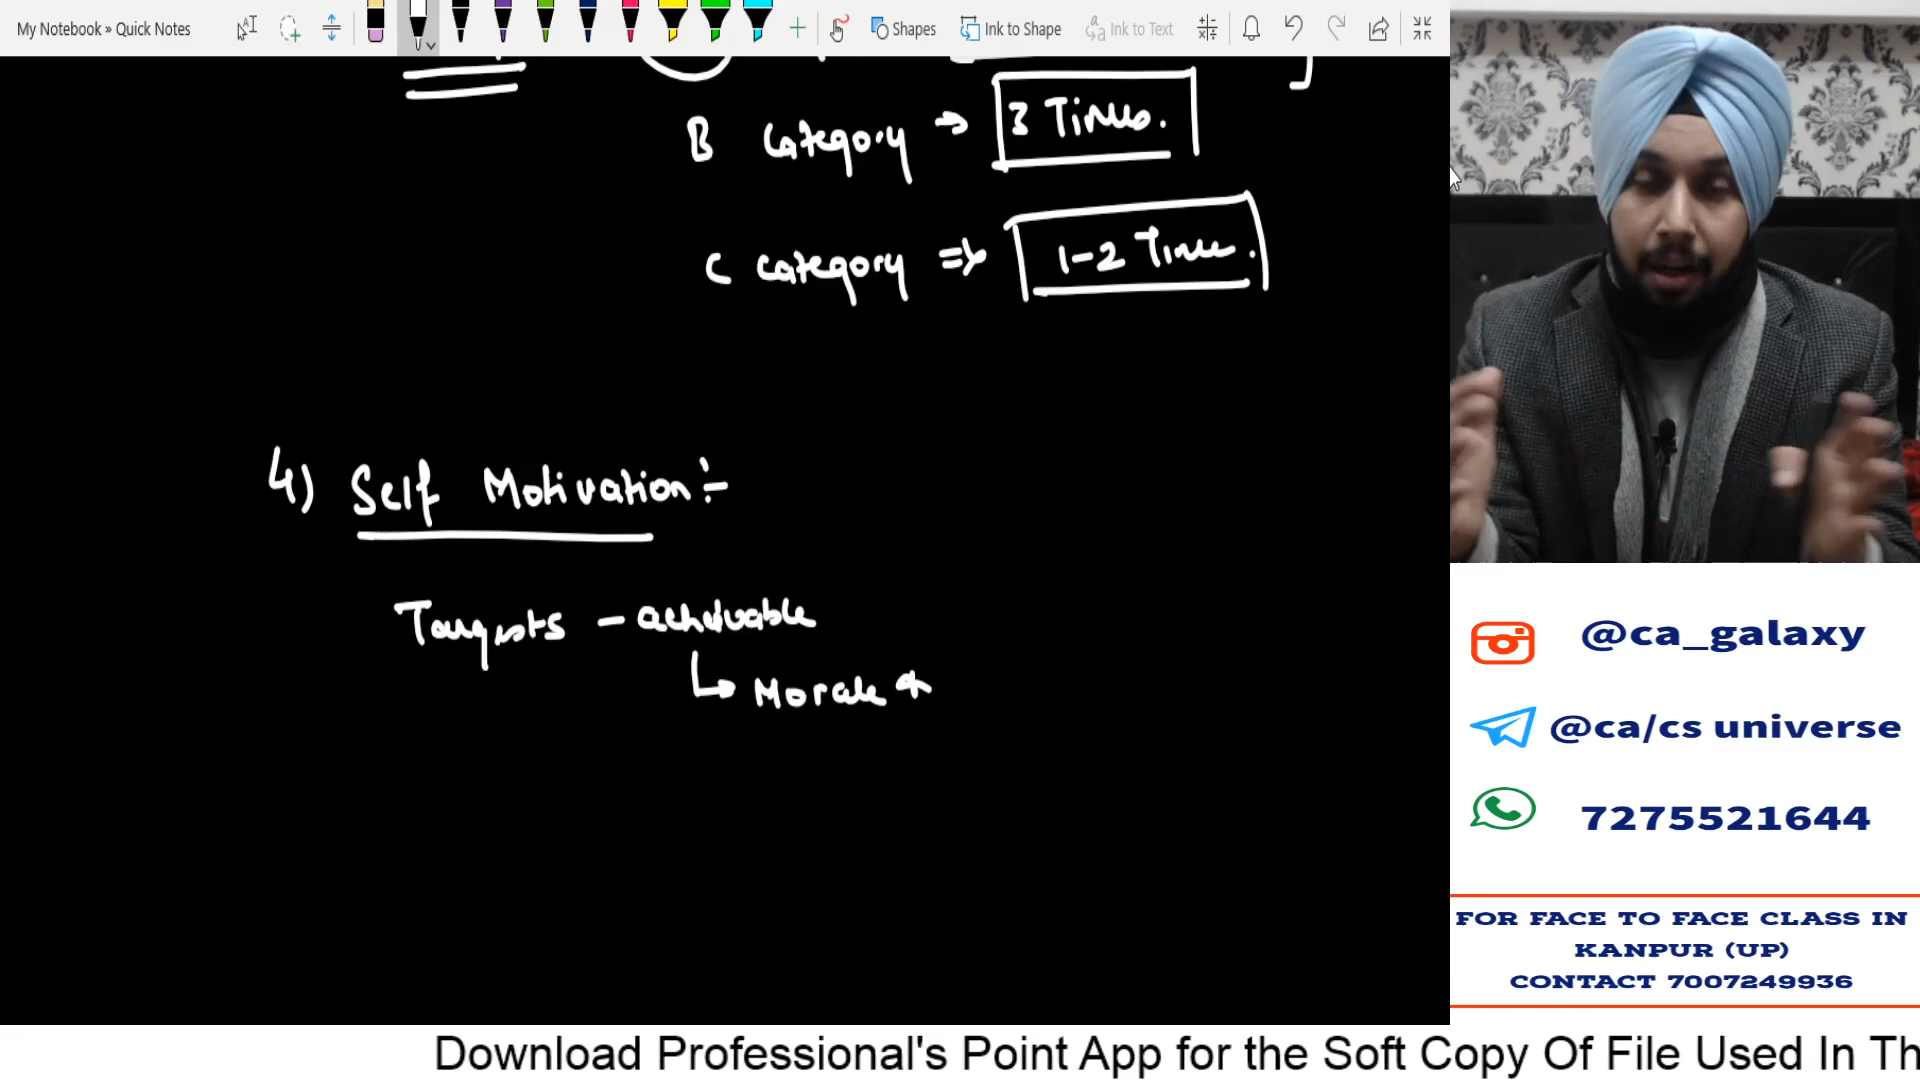 My Notebook » Quick Notes
Shapes
Ink to Shape
Ink to Text
B Category → 3 Times.
C Category ⇒ 1-2 Times.
4) Self Motivation :-
Targets - achievable
↳ Morale ↑
@ca_galaxy
@ca/cs universe
7275521644
FOR FACE TO FACE CLASS IN
KANPUR (UP)
CONTACT 7007249936
Download Professional's Point App for the Soft Copy Of File Used In Th